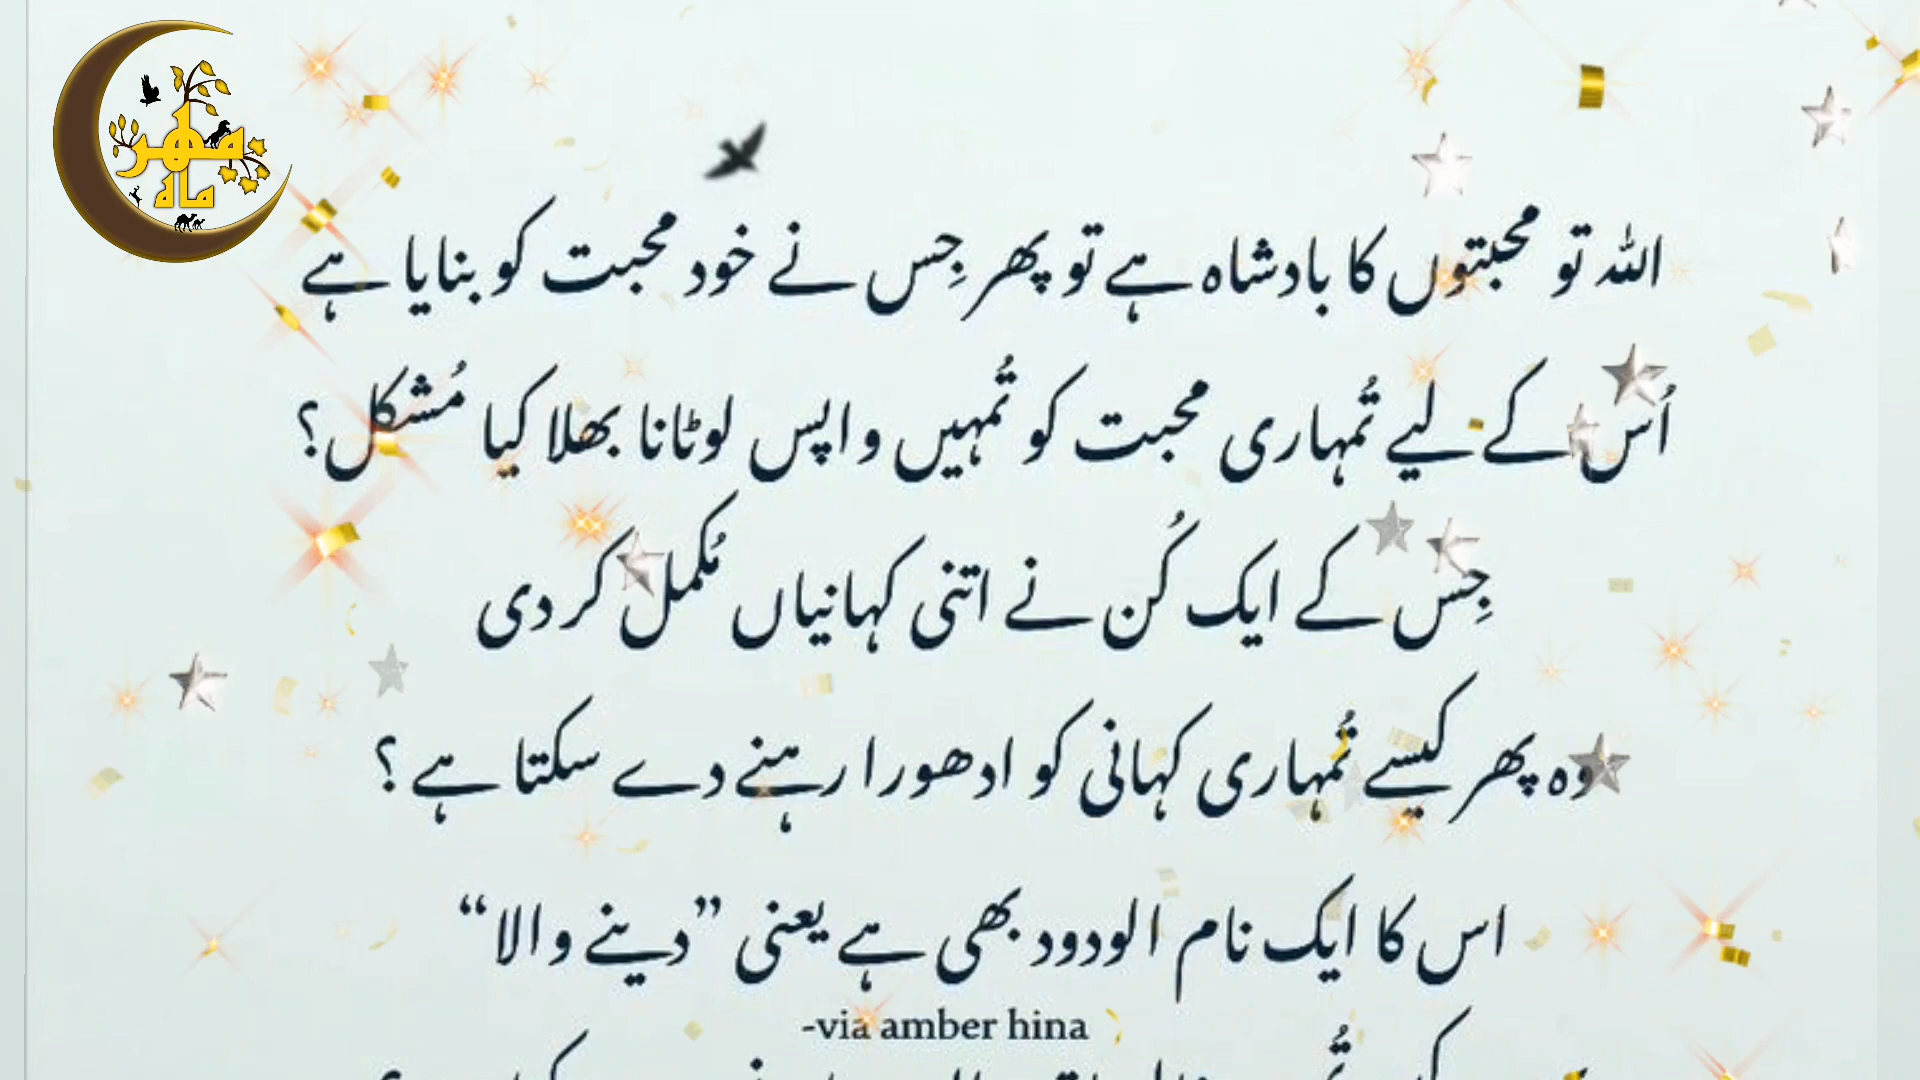 مہر
ماہ
اللہ تو محبتوں کا بادشاہ ہے تو پھر جِس نے خود محبت کو بنایا ہے
اُس کے لیے تُمہاری محبت کو تُمہیں واپس لوٹانا بھلا کیا مُشکل؟
جِس کے ایک کُن نے اتنی کہانیاں مُکمل کر دی
وہ پھر کیسے تُمہاری کہانی کو ادھورا رہنے دے سکتا ہے؟
اس کا ایک نام الودود بھی ہے یعنی ”دینے والا“
-via amber hina